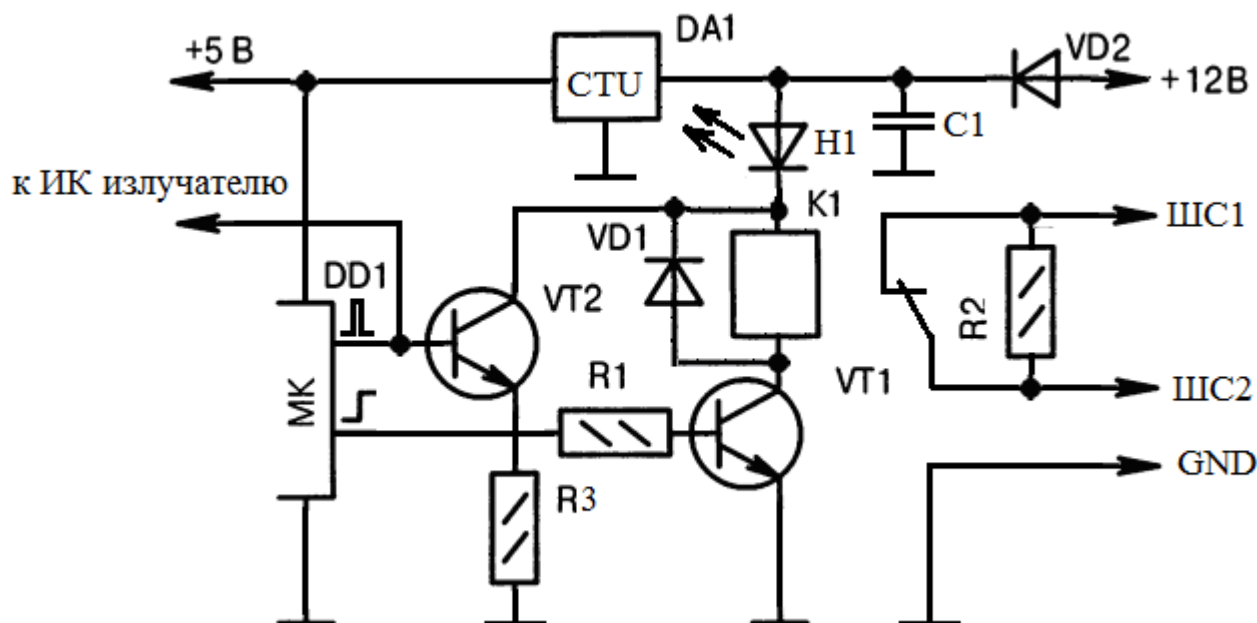 DA1
+5 В
VD2
CTU
+12В
C1
H1
к ИК излучателю
K1
ШС1
VD1
DD1
VT2
R2
R1
VT1
ШС2
МК
GND
R3